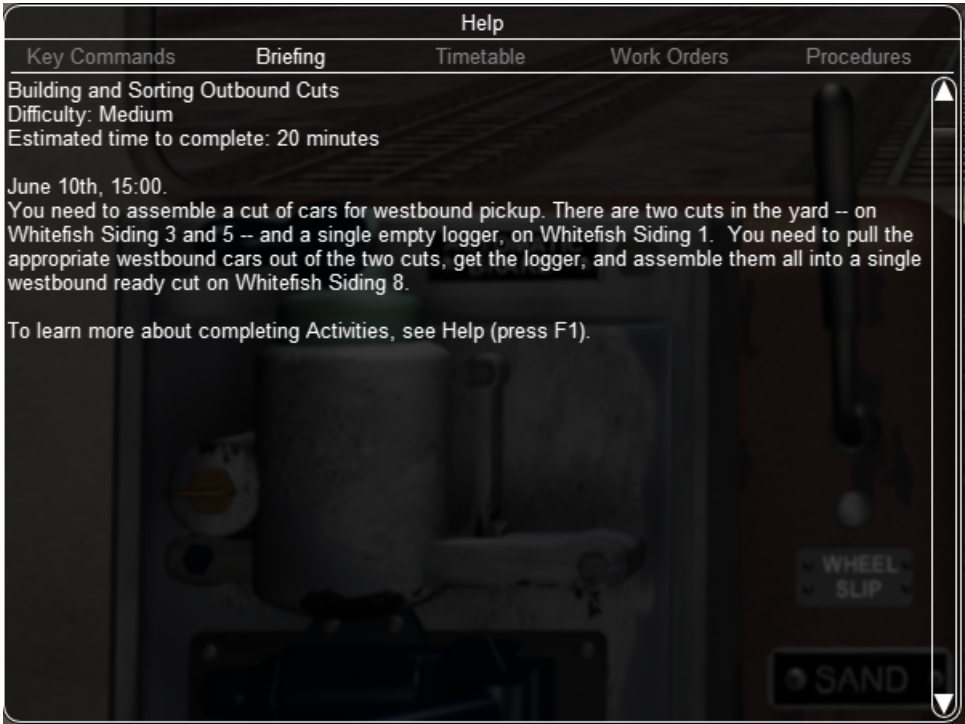 Help
Key Commands Briefing Timetable Work Orders Procedures
Building and Sorting Outbound Cuts
Difficulty: Medium
Estimated time to complete: 20 minutes
June 10th, 15:00.
You need to assemble a cut of cars for westbound pickup. There are two cuts in the yard -- on
Whitefish Siding 3 and 5 -- and a single empty logger, on Whitefish Siding 1. You need to pull the
appropriate westbound cars out of the two cuts, get the logger, and assemble them all into a single
westbound ready cut on Whitefish Siding 8.
To learn more about completing Activities, see Help (press F1).
WHEEL
SLIP
SAND